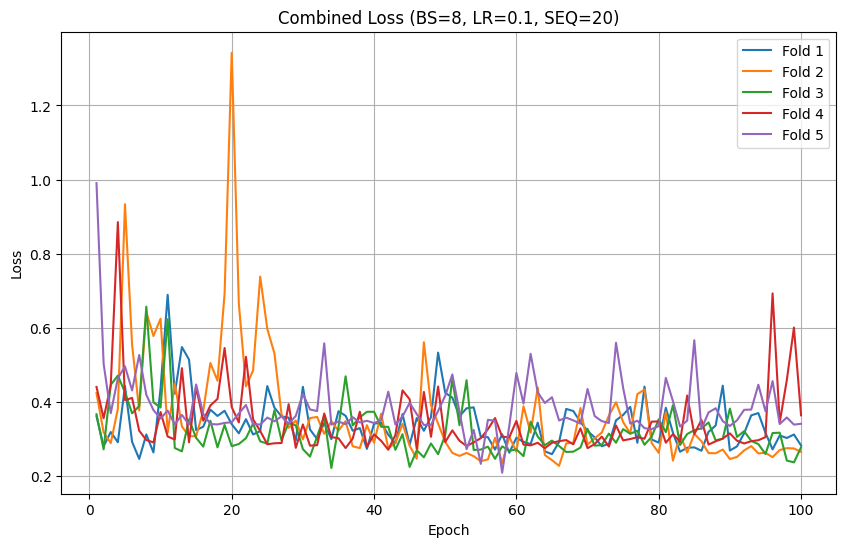 Combined Loss (BS=8, LR=0.1, SEQ=20)
Fold 1
Fold 2
Fold 3
Fold 4
Fold 5
Loss
1.2
1.0
0.8
0.6
0.4
0.2
0 20 40 60 80 100
Epoch